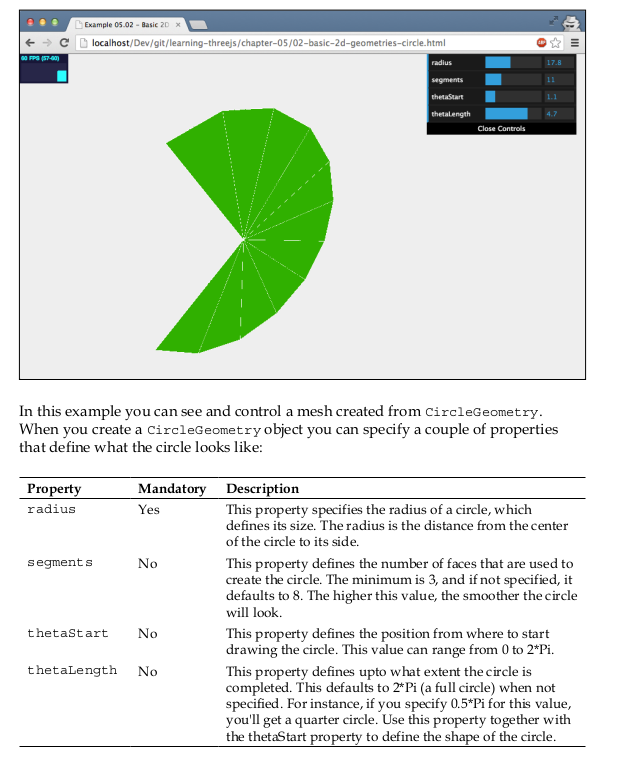 Example 05.02 - Basic 2D
localhost/Dev/git/learning-threejs/chapter-05/02-basic-2d-geometries-circle.html
60 FPS (57-60)
radius 17.8
segments 11
thetaStart 1.1
thetaLength 4.7
Close Controls
In this example you can see and control a mesh created from CircleGeometry.
When you create a CircleGeometry object you can specify a couple of properties
that define what the circle looks like:
Property Mandatory Description
radius Yes This property specifies the radius of a circle, which
defines its size. The radius is the distance from the center
of the circle to its side.
segments No This property defines the number of faces that are used to
create the circle. The minimum is 3, and if not specified, it
defaults to 8. The higher this value, the smoother the circle
will look.
thetaStart No This property defines the position from where to start
drawing the circle. This value can range from 0 to 2*Pi.
thetaLength No This property defines upto what extent the circle is
completed. This defaults to 2*Pi (a full circle) when not
specified. For instance, if you specify 0.5*Pi for this value,
you'll get a quarter circle. Use this property together with
the thetaStart property to define the shape of the circle.